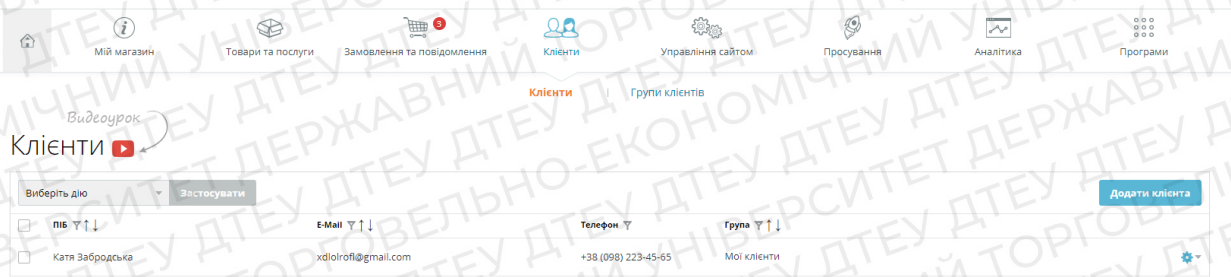 3
Мій магазин Товари та послуги Замовлення та повідомлення Клієнти Управління сайтом Просування Аналітика Програми
Клієнти | Групи клієнтів
Видеоурок
Клієнти
Виберіть дію Застосувати Додати клієнта
ПІБ E-Mail Телефон Група
Катя Забродська xdlolrofl@gmail.com +38 (098) 223-45-65 Мої клієнти